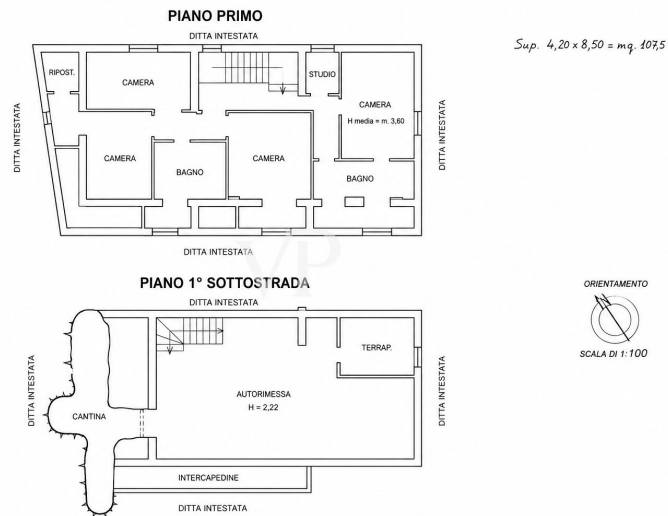 PIANO PRIMO
DITTA INTESTATA
Sup. 4,20 x 8,50 = mq. 107,5
RIPOST.
CAMERA
STUDIO
CAMERA
H media = m. 3,60
DITTA INTESTATA
DITTA INTESTATA
CAMERA
BAGNO
CAMERA
BAGNO
DITTA INTESTATA
VP
PIANO 1° SOTTOSTRADA
DITTA INTESTATA
ORIENTAMENTO
N
SCALA DI 1:100
TERRAP.
DITTA INTESTATA
DITTA INTESTATA
AUTORIMESSA
H = 2,22
CANTINA
INTERCAPEDINE
DITTA INTESTATA